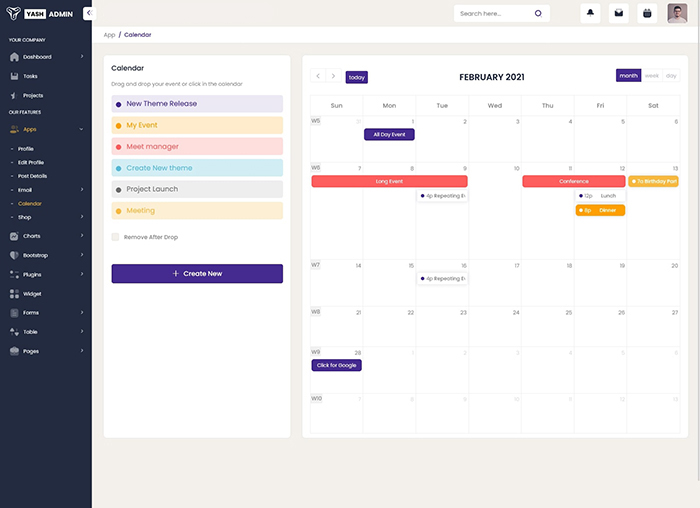 YASH ADMIN
Search here...
YOUR COMPANY
Dashboard
Tasks
Projects
OUR FEATURES
Apps
Profile
Edit Profile
Post Details
Email
Calendar
Shop
Charts
Bootstrap
Plugins
Widget
Forms
Table
Pages
App / Calendar
Calendar
Drag and drop your event or click in the calendar
New Theme Release
My Event
Meet manager
Create New theme
Project Launch
Meeting
Remove After Drop
+ Create New
today
FEBRUARY 2021
month week day
Sun Mon Tue Wed Thu Fri Sat
W5 31 1 2 3 4 5 6
All Day Event
W6 7 8 9 10 11 12 13
Long Event Conference 7a Birthday Part
4p Repeating E 12p Lunch
8p Dinner
W7 14 15 16 17 18 19 20
4p Repeating E
W8 21 22 23 24 25 26 27
W9 28 1 2 3 4 5 6
Click for Google
W10 7 8 9 10 11 12 13